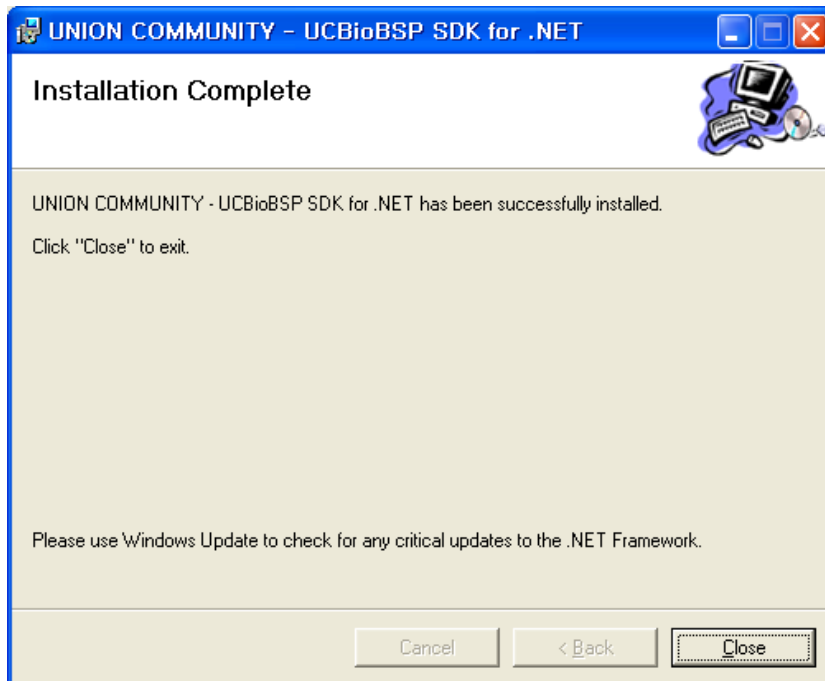 UNION COMMUNITY - UCBioBSP SDK for .NET
Installation Complete
UNION COMMUNITY - UCBioBSP SDK for .NET has been successfully installed.
Click "Close" to exit.
Please use Windows Update to check for any critical updates to the .NET Framework.
Cancel
< Back
Close